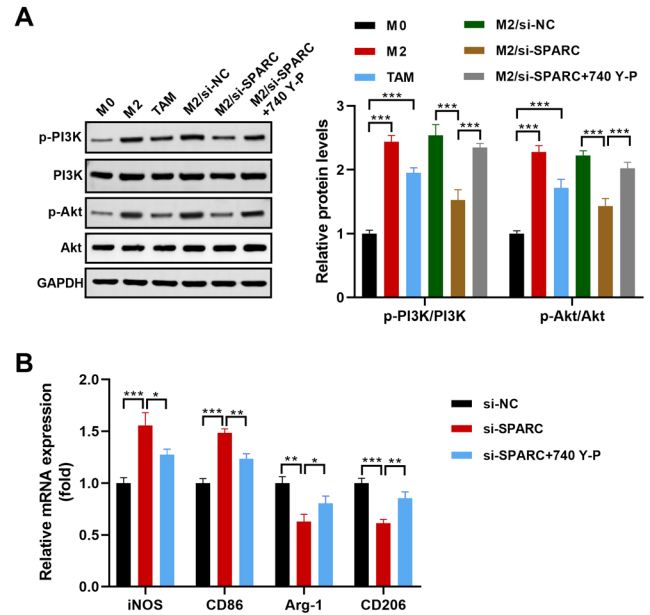 A
M0
M2
TAM
M2/si-NC
M2/si-SPARC
M2/si-SPARC
+740 Y-P
p-PI3K
PI3K
p-Akt
Akt
GAPDH
M0
M2
TAM
M2/si-NC
M2/si-SPARC
M2/si-SPARC+740 Y-P
Relative protein levels
3
2
1
0
*** *** *** ***
*** *** *** ***
p-PI3K/PI3K
p-Akt/Akt
B
Relative mRNA expression
(fold)
2.0
1.5
1.0
0.5
0.0
*** *
*** **
** *
*** **
iNOS
CD86
Arg-1
CD206
si-NC
si-SPARC
si-SPARC+740 Y-P